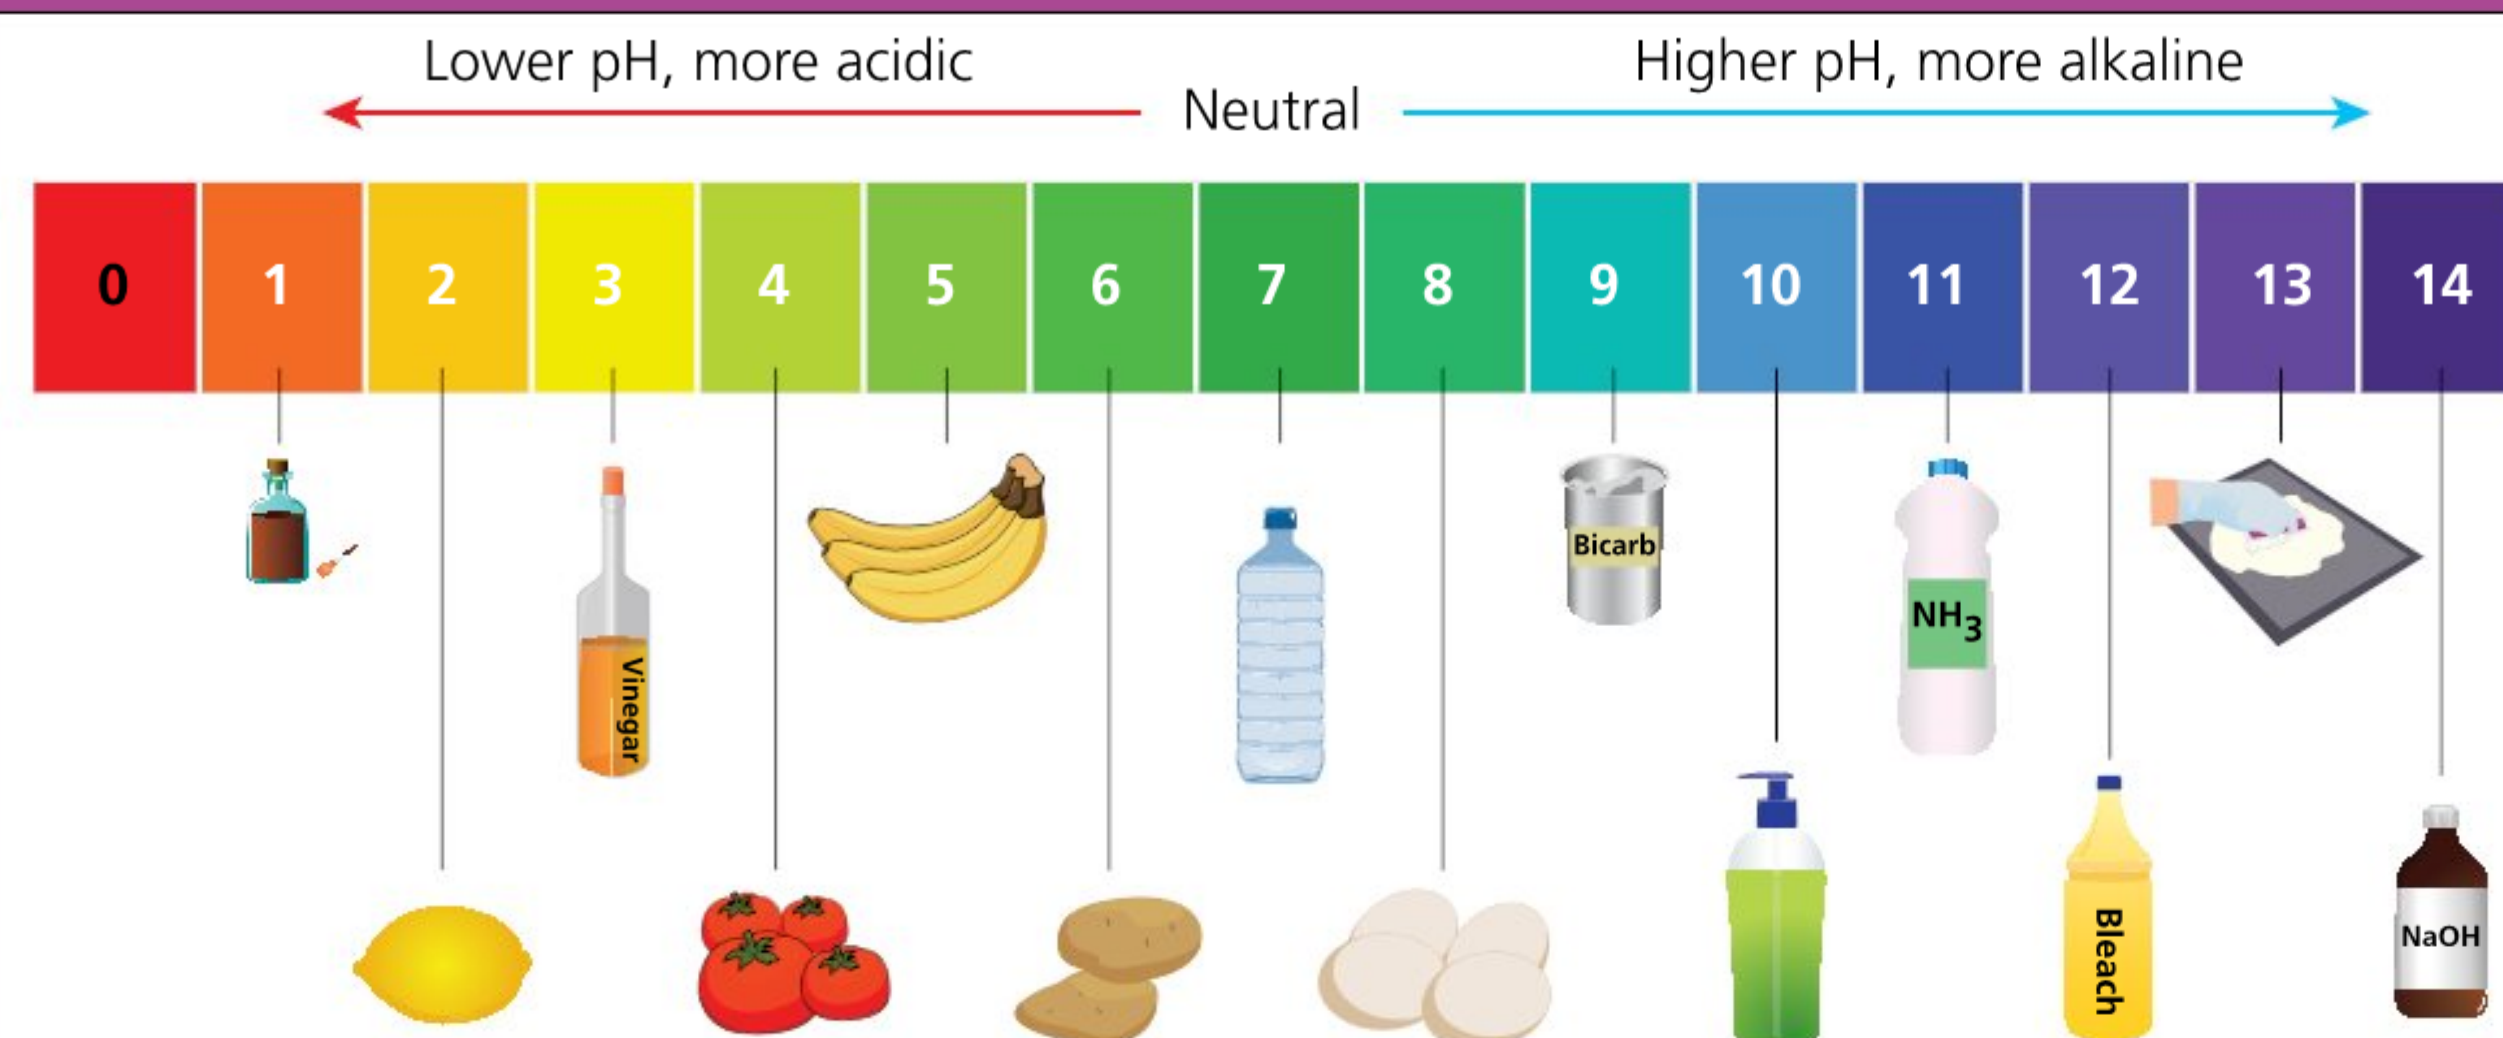 Lower pH, more acidic
Higher pH, more alkaline
Neutral
0 1 2 3 4 5 6 7 8 9 10 11 12 13 14
Bicarb
NH3
Vinegar
Bleach
NaOH